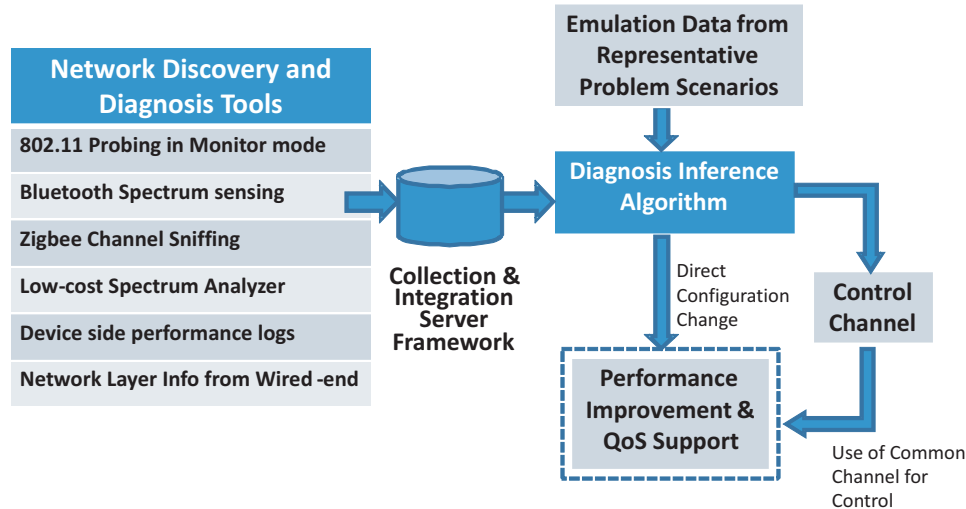 Network Discovery and
Diagnosis Tools
802.11 Probing in Monitor mode
Bluetooth Spectrum sensing
Zigbee Channel Sniffing
Low-cost Spectrum Analyzer
Device side performance logs
Network Layer Info from Wired -end
Collection &
Integration
Server
Framework
Emulation Data from
Representative
Problem Scenarios
Diagnosis Inference
Algorithm
Direct
Configuration
Change
Control
Channel
Performance
Improvement &
QoS Support
Use of Common
Channel for
Control